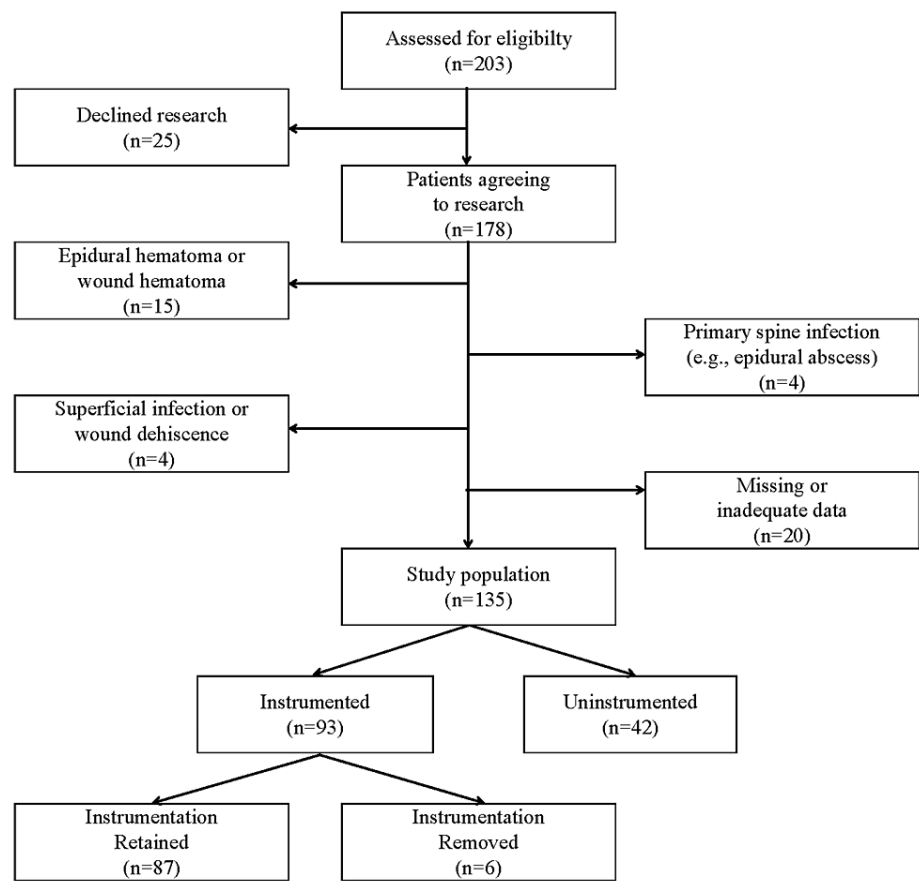 Assessed for eligibilty
(n=203)
Declined research
(n=25)
Patients agreeing
to research
(n=178)
Epidural hematoma or
wound hematoma
(n=15)
Primary spine infection
(e.g., epidural abscess)
(n=4)
Superficial infection or
wound dehiscence
(n=4)
Missing or
inadequate data
(n=20)
Study population
(n=135)
Instrumented
(n=93)
Uninstrumented
(n=42)
Instrumentation
Retained
(n=87)
Instrumentation
Removed
(n=6)